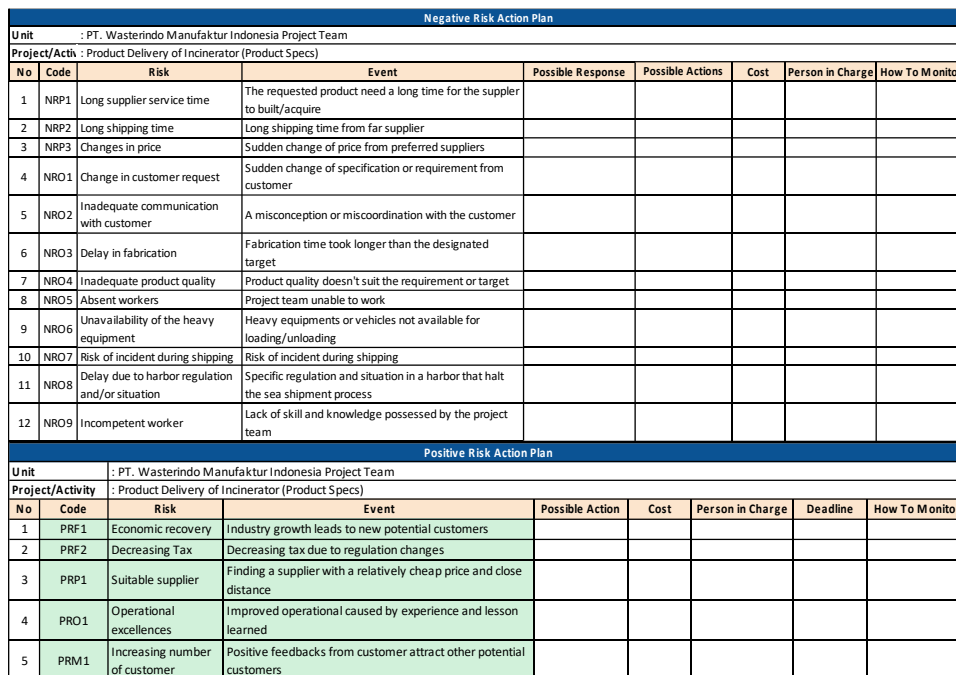 Negative Risk Action Plan
Unit : PT. Wasterindo Manufaktur Indonesia Project Team
Project/Activ : Product Delivery of Incinerator (Product Specs)
No Code Risk Event Possible Response Possible Actions Cost Person in Charge How To Monito
1 NRP1 Long supplier service time The requested product need a long time for the suppler
to built/acquire
2 NRP2 Long shipping time Long shipping time from far supplier
3 NRP3 Changes in price Sudden change of price from preferred suppliers
4 NRO1 Change in customer request Sudden change of specification or requirement from
customer
5 NRO2 Inadequate communication
with customer A misconception or miscoordination with the customer
6 NRO3 Delay in fabrication Fabrication time took longer than the designated
target
7 NRO4 Inadequate product quality Product quality doesn't suit the requirement or target
8 NRO5 Absent workers Project team unable to work
9 NRO6 Unavailability of the heavy
equipment Heavy equipments or vehicles not available for
loading/unloading
10 NRO7 Risk of incident during shipping Risk of incident during shipping
11 NRO8 Delay due to harbor regulation
and/or situation Specific regulation and situation in a harbor that halt
the sea shipment process
12 NRO9 Incompetent worker Lack of skill and knowledge possessed by the project
team
Positive Risk Action Plan
Unit : PT. Wasterindo Manufaktur Indonesia Project Team
Project/Activity : Product Delivery of Incinerator (Product Specs)
No Code Risk Event Possible Action Cost Person in Charge Deadline How To Monito
1 PRF1 Economic recovery Industry growth leads to new potential customers
2 PRF2 Decreasing Tax Decreasing tax due to regulation changes
3 PRP1 Suitable supplier Finding a supplier with a relatively cheap price and close
distance
4 PRO1 Operational
excellences Improved operational caused by experience and lesson
learned
5 PRM1 Increasing number
of customer Positive feedbacks from customer attract other potential
customers